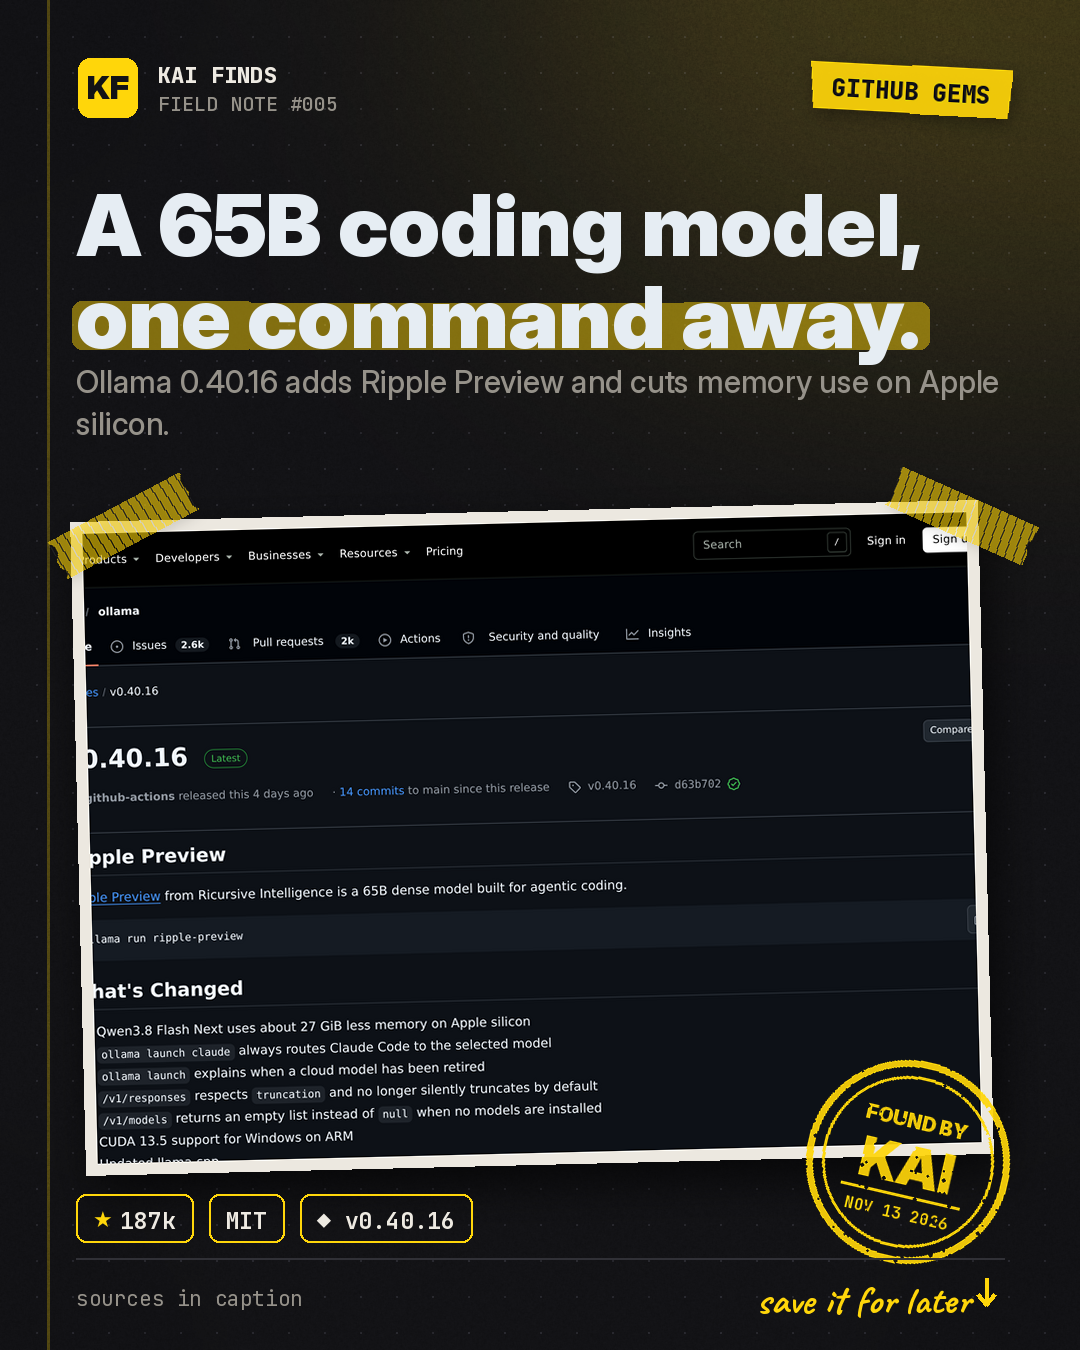 KF
KAI FINDS
FIELD NOTE #005
GITHUB GEMS
A 65B coding model,
one command away.
Ollama 0.40.16 adds Ripple Preview and cuts memory use on Apple
silicon.
Developers Businesses Resources Pricing Search / Sign in Sign
/ ollama
Issues 2.6k Pull requests 2k Actions Security and quality Insights
/ v0.40.16
0.40.16 Latest Compare
github-actions released this 4 days ago · 14 commits to main since this release v0.40.16 d63b702
Preview
Preview from Ricursive Intelligence is a 65B dense model built for agentic coding.
run ripple-preview
Changed
Qwen3.8 Flash Next uses about 27 GiB less memory on Apple silicon
ollama launch claude always routes Claude Code to the selected model
ollama launch explains when a cloud model has been retired
/v1/responses respects truncation and no longer silently truncates by default
/v1/models returns an empty list instead of null when no models are installed
CUDA 13.5 support for Windows on ARM
FOUND BY
KAI
NOV 13 2026
★ 187k MIT ◆ v0.40.16
sources in caption
save it for later↓